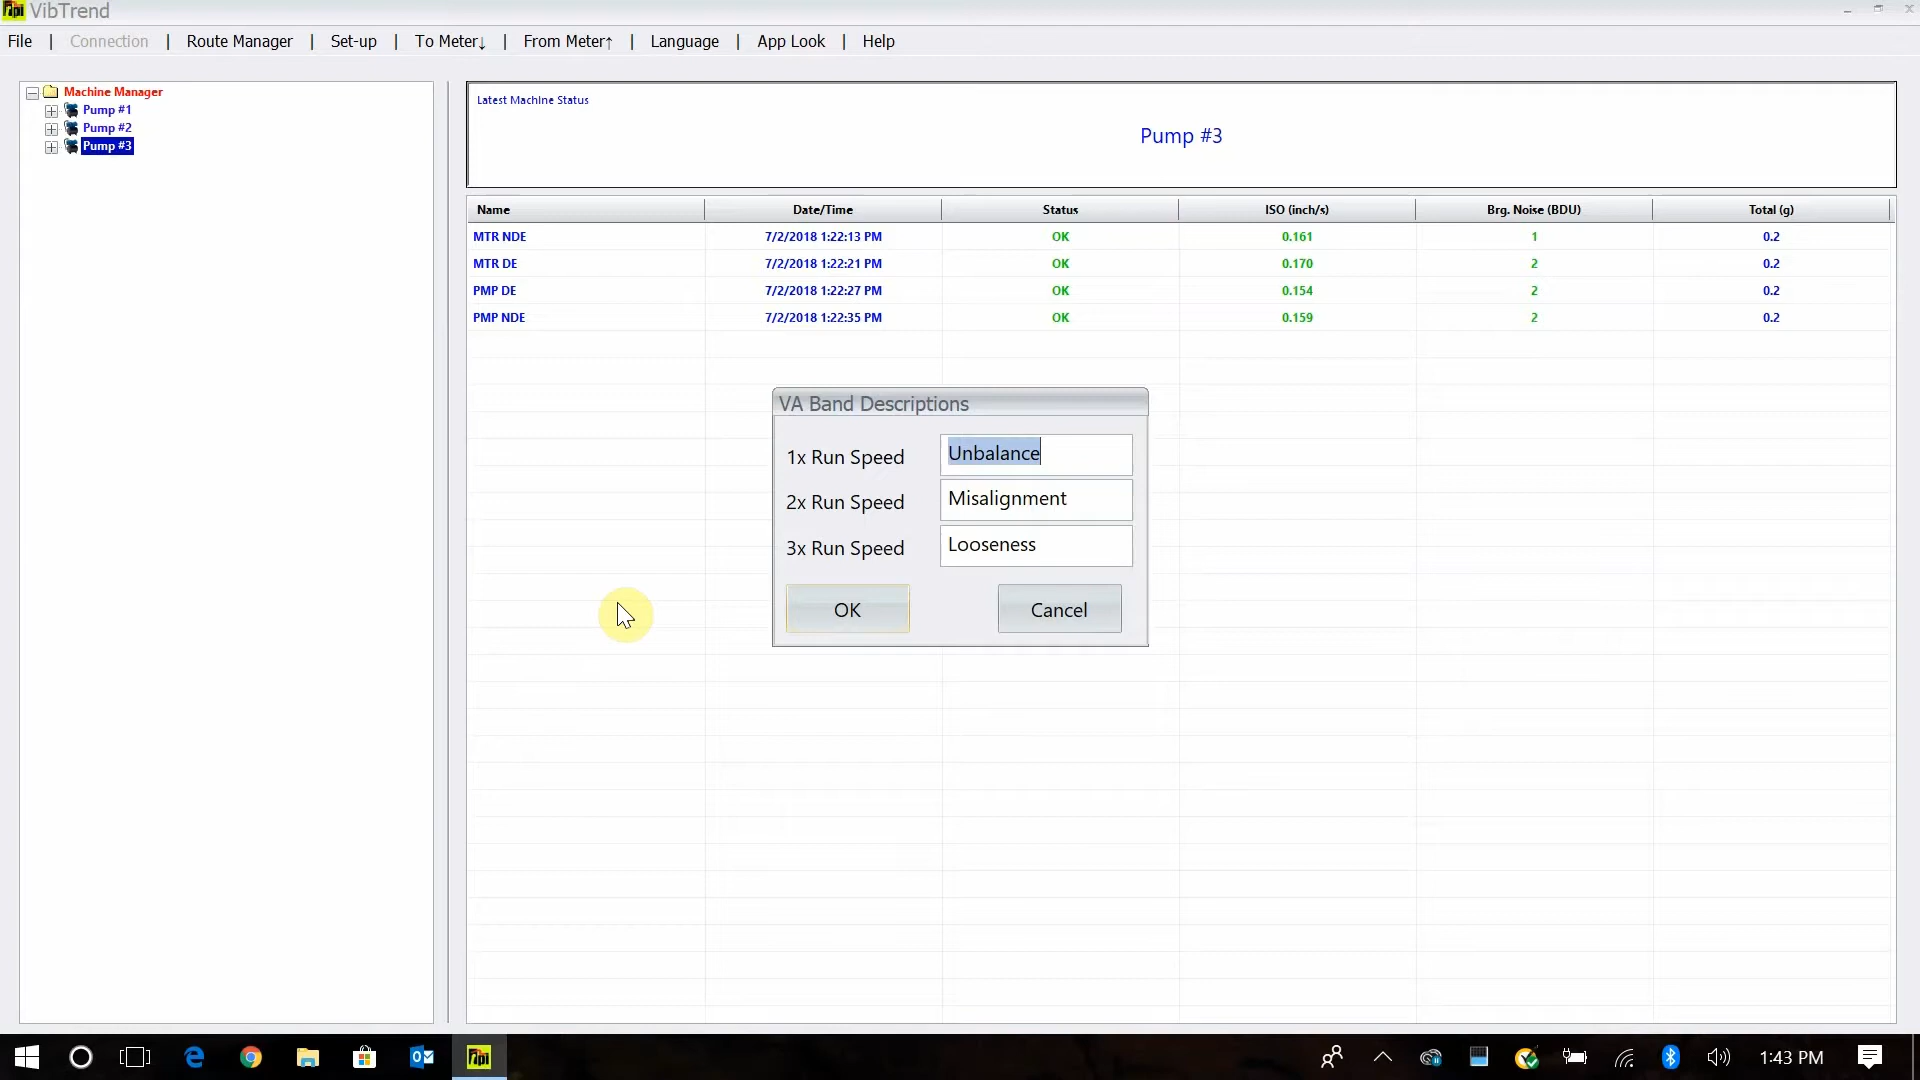 VibTrend
File | Connection | Route Manager | Set-up | To Meter↓ | From Meter↑ | Language | App Look | Help
Machine Manager
Pump #1
Pump #2
Pump #3
Latest Machine Status
Pump #3
Name Date/Time Status ISO (inch/s) Brg. Noise (BDU) Total (g)
MTR NDE 7/2/2018 1:22:13 PM OK 0.161 1 0.2
MTR DE 7/2/2018 1:22:21 PM OK 0.170 2 0.2
PMP DE 7/2/2018 1:22:27 PM OK 0.154 2 0.2
PMP NDE 7/2/2018 1:22:35 PM OK 0.159 2 0.2
VA Band Descriptions
1x Run Speed Unbalance
2x Run Speed Misalignment
3x Run Speed Looseness
OK Cancel
1:43 PM